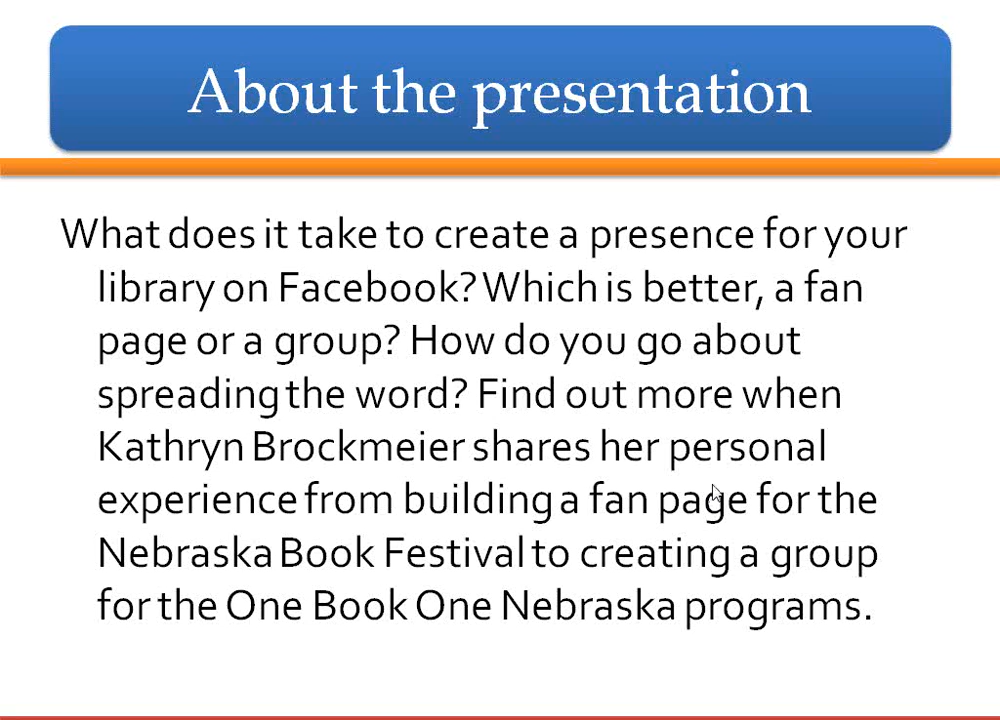 About the presentation
What does it take to create a presence for your
library on Facebook? Which is better, a fan
page or a group? How do you go about
spreading the word? Find out more when
Kathryn Brockmeier shares her personal
experience from building a fan page for the
Nebraska Book Festival to creating a group
for the One Book One Nebraska programs.